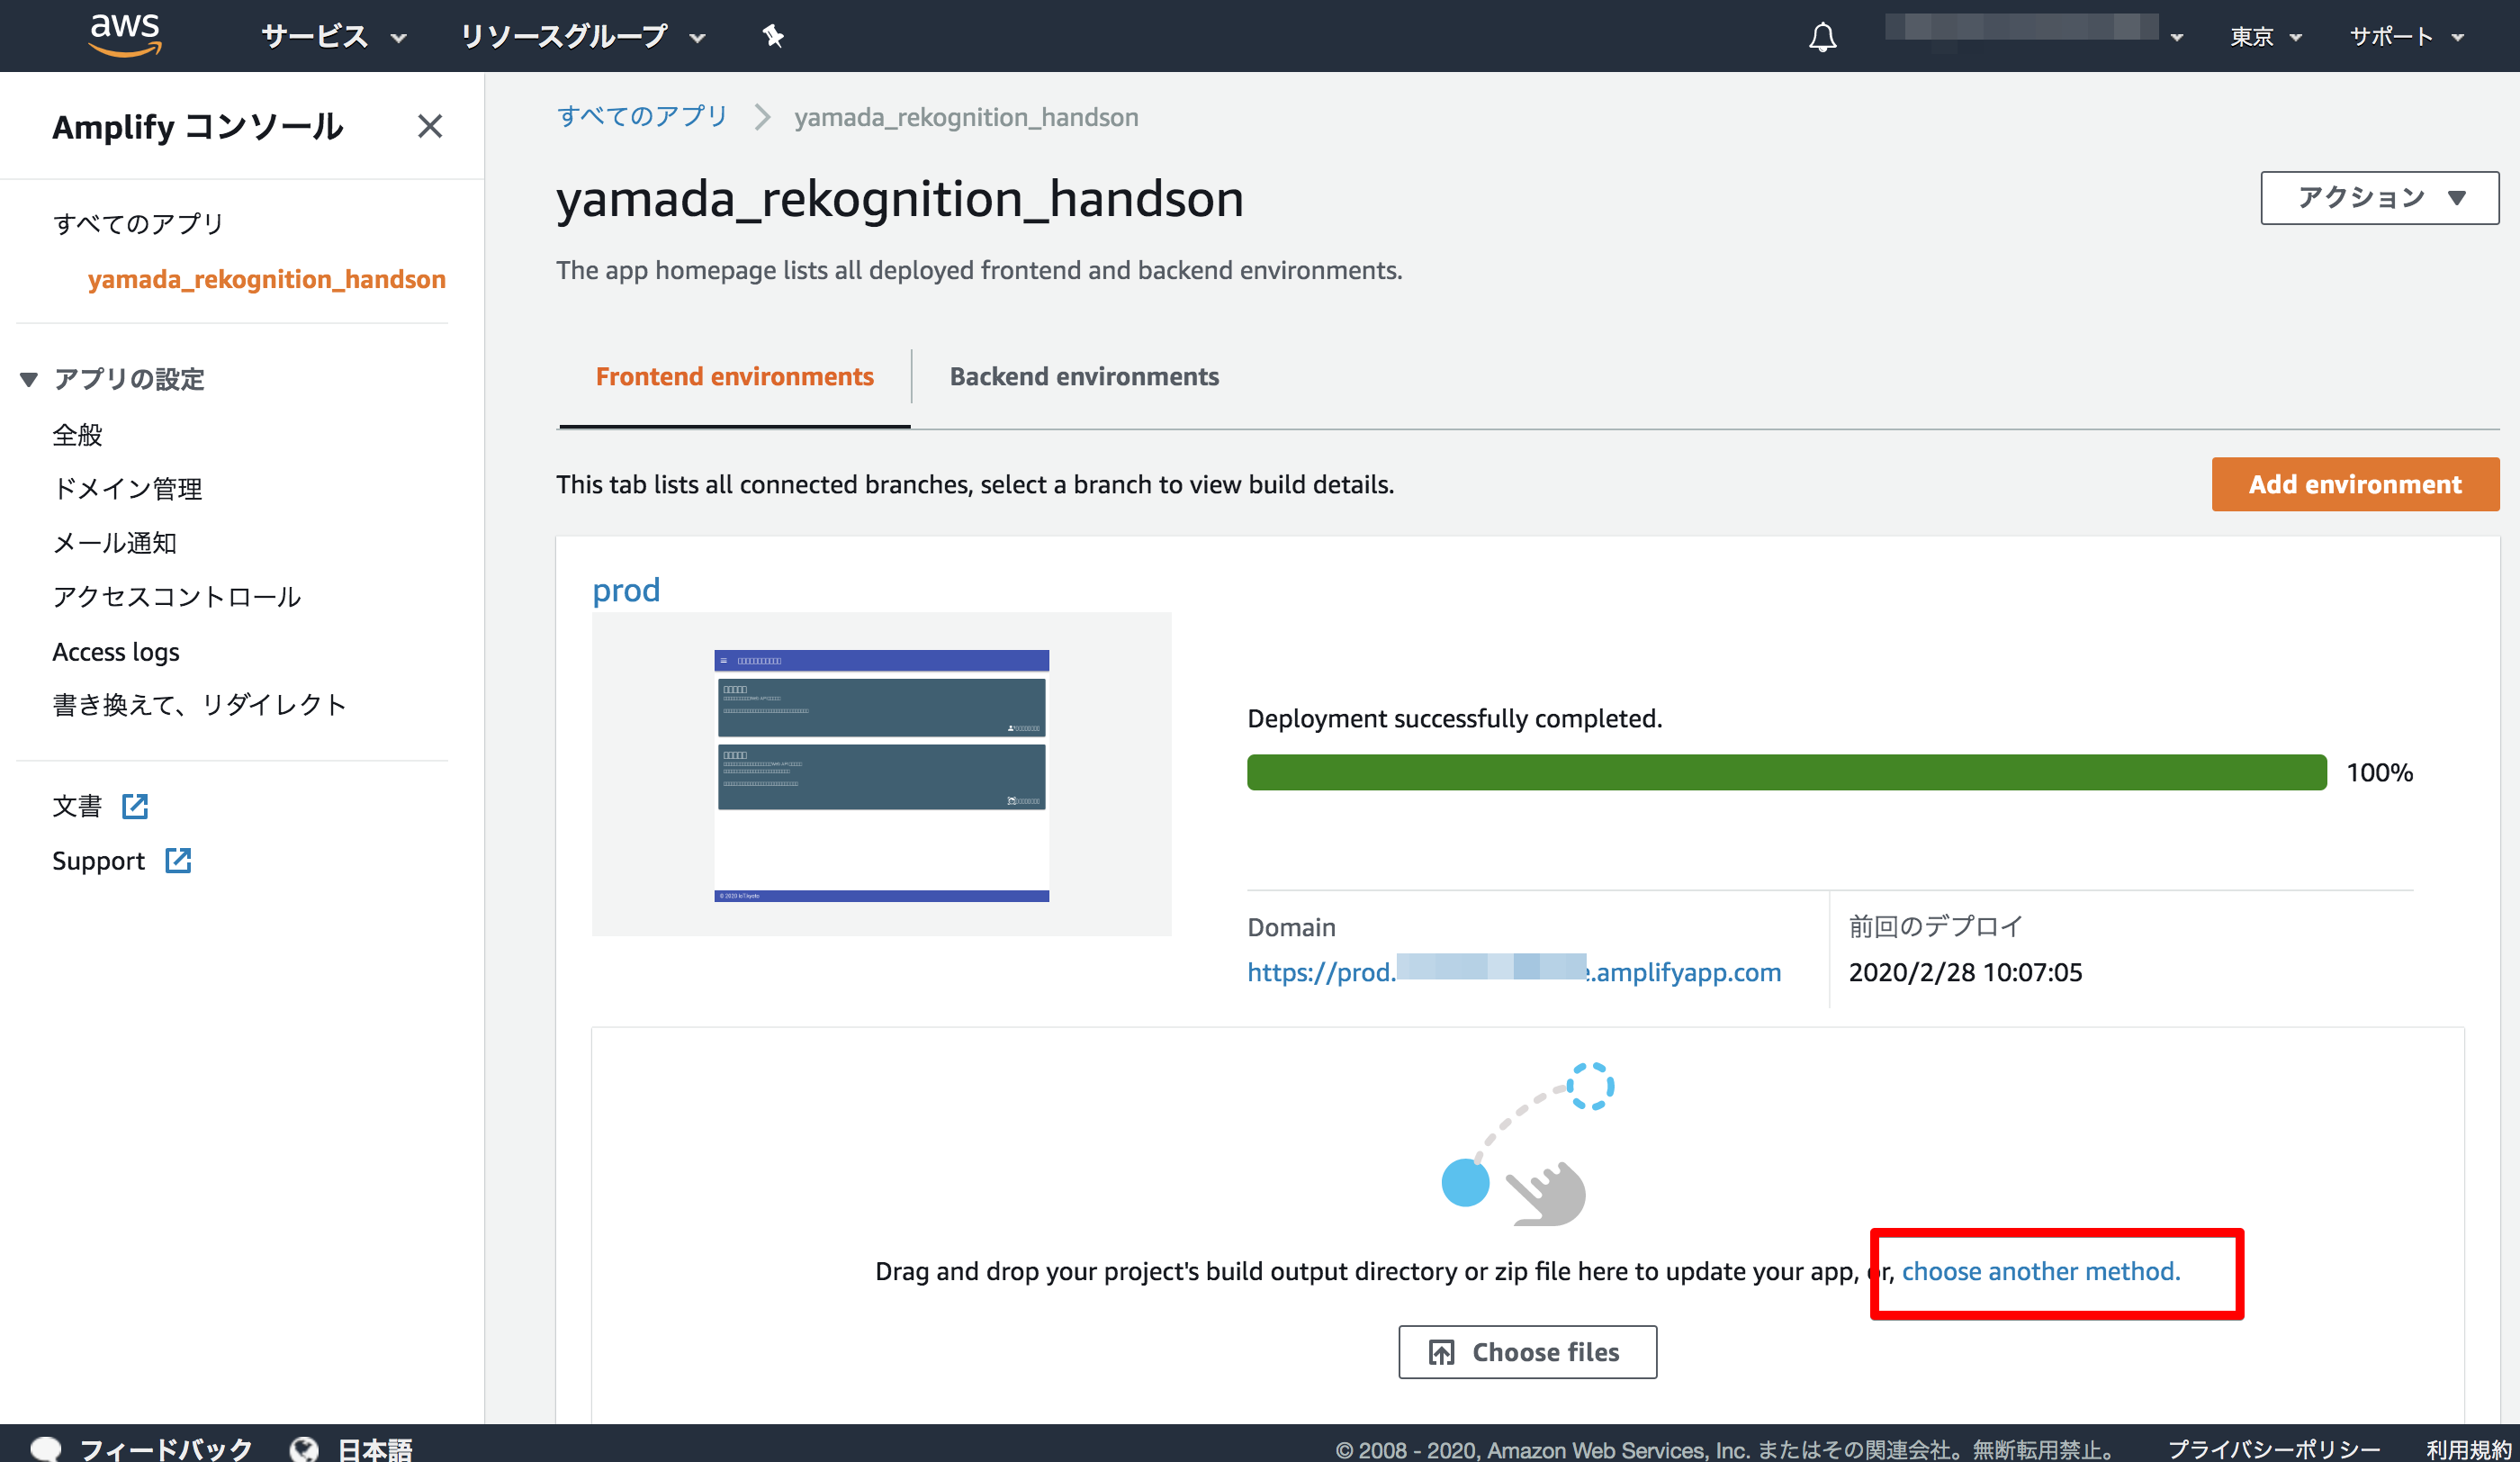 aws サービス リソースグループ 東京 サポート
Amplify コンソール
すべてのアプリ
yamada_rekognition_handson
アプリの設定
全般
ドメイン管理
メール通知
アクセスコントロール
Access logs
書き換えて、リダイレクト
文書
Support
すべてのアプリ yamada_rekognition_handson
yamada_rekognition_handson
アクション
The app homepage lists all deployed frontend and backend environments.
Frontend environments Backend environments
This tab lists all connected branches, select a branch to view build details.
Add environment
prod
© 2020 IoT.kyoto
Deployment successfully completed.
100%
Domain
https://prod. .amplifyapp.com
前回のデプロイ
2020/2/28 10:07:05
Drag and drop your project's build output directory or zip file here to update your app, or, choose another method.
Choose files
フィードバック 日本語 © 2008 - 2020, Amazon Web Services, Inc. またはその関連会社。無断転用禁止。 プライバシーポリシー 利用規約